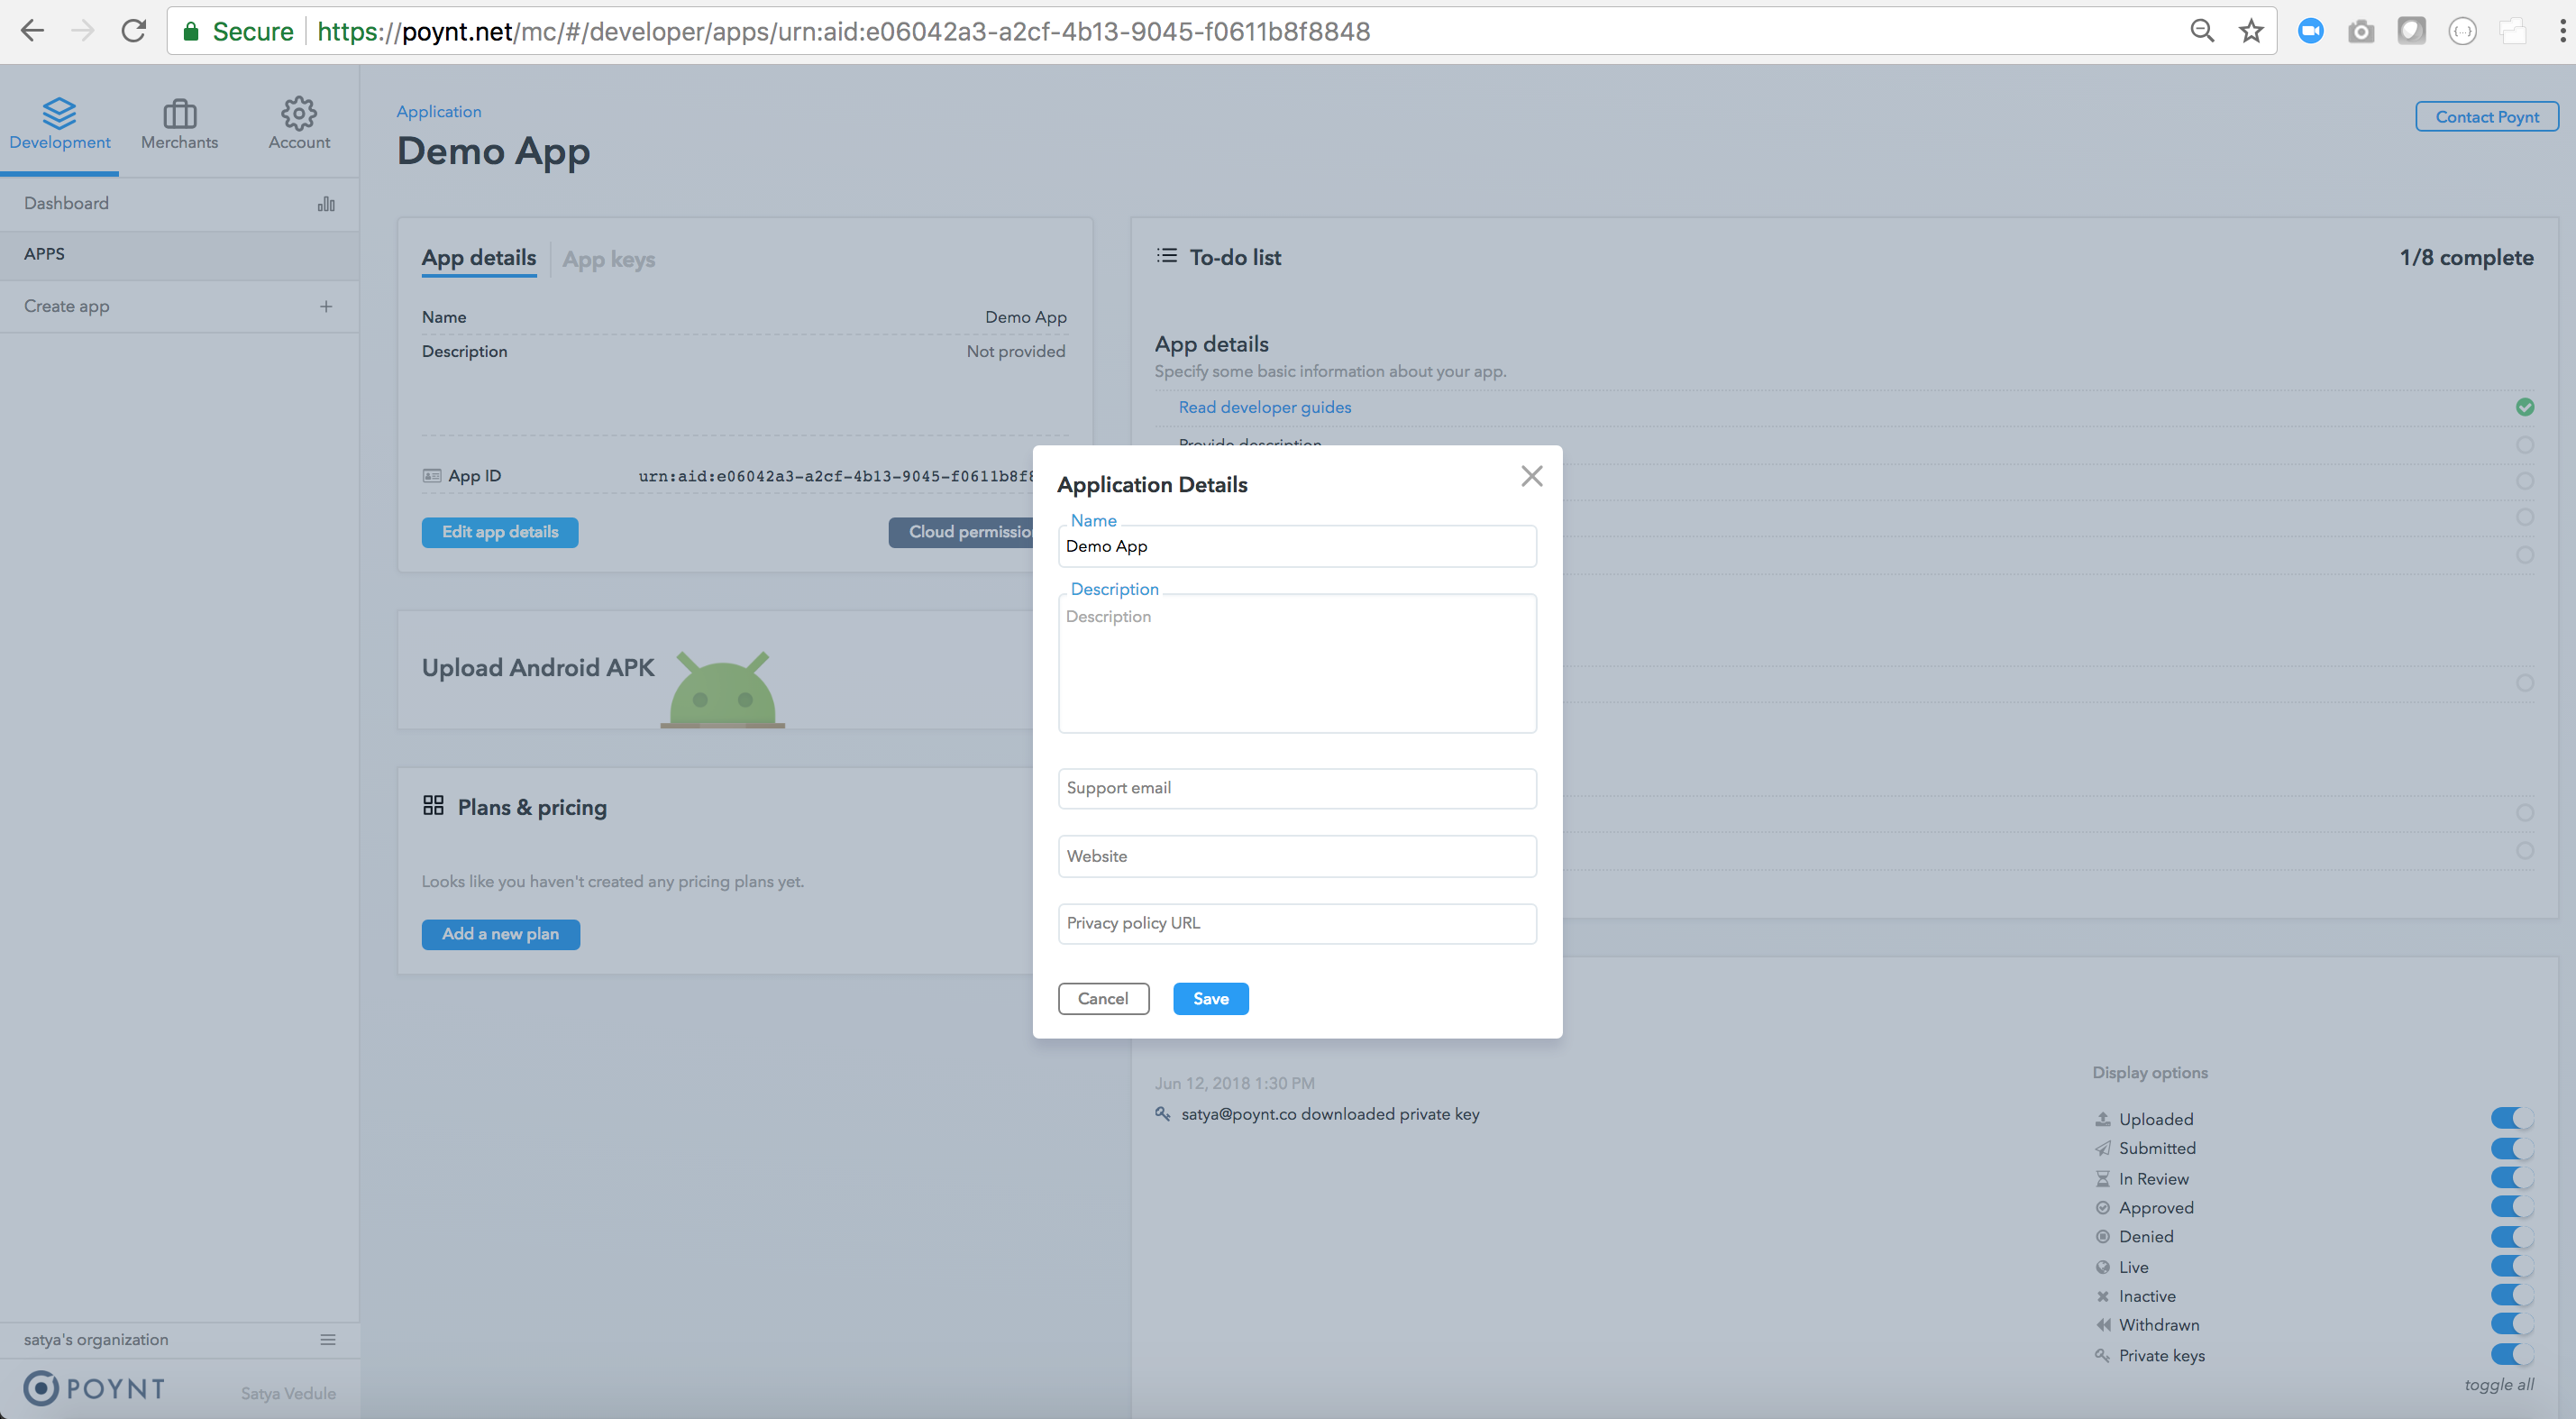 Secure https://poynt.net/mc/#/developer/apps/urn:aid:e06042a3-a2cf-4b13-9045-f0611b8f8848
Development Merchants Account
Dashboard
APPS
Create app +
satya's organization
POYNT Satya Vedule
Application
Demo App
Contact Poynt
App details App keys
Name Demo App
Description Not provided
App ID urn:aid:e06042a3-a2cf-4b13-9045-f0611b8f8
Edit app details Cloud permission
Upload Android APK
Plans & pricing
Looks like you haven't created any pricing plans yet.
Add a new plan
To-do list 1/8 complete
App details
Specify some basic information about your app.
Read developer guides
Provide description
Application Details
Name
Demo App
Description
Description
Support email
Website
Privacy policy URL
Cancel Save
Jun 12, 2018 1:30 PM
satya@poynt.co downloaded private key
Display options
Uploaded
Submitted
In Review
Approved
Denied
Live
Inactive
Withdrawn
Private keys
toggle all